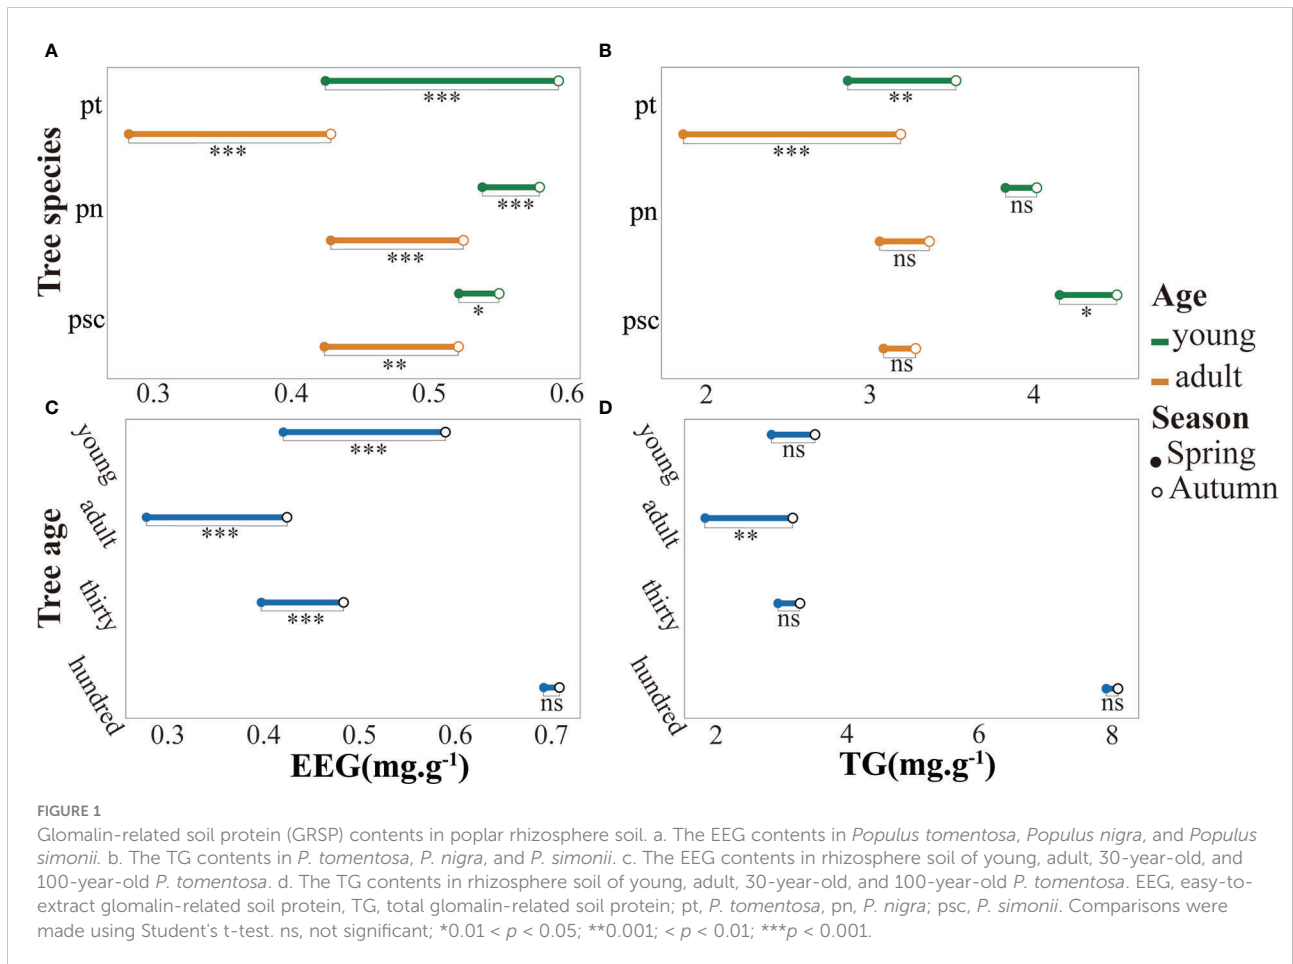 A
B
pt
***
***
pn
***
***
psc
*
**
Tree species
0.3 0.4 0.5 0.6
pt
**
***
pn
ns
ns
psc
*
ns
2 3 4
Age
young
adult
Season
Spring
Autumn
C
D
young
***
adult
***
thirty
***
hundred
ns
Tree age
0.3 0.4 0.5 0.6 0.7
EEG(mg.g-1)
young
ns
adult
**
thirty
ns
hundred
ns
2 4 6 8
TG(mg.g-1)
FIGURE 1
Glomalin-related soil protein (GRSP) contents in poplar rhizosphere soil. a. The EEG contents in Populus tomentosa, Populus nigra, and Populus
simonii. b. The TG contents in P. tomentosa, P. nigra, and P. simonii. c. The EEG contents in rhizosphere soil of young, adult, 30-year-old, and
100-year-old P. tomentosa. d. The TG contents in rhizosphere soil of young, adult, 30-year-old, and 100-year-old P. tomentosa. EEG, easy-to-
extract glomalin-related soil protein, TG, total glomalin-related soil protein; pt, P. tomentosa, pn, P. nigra; psc, P. simonii. Comparisons were
made using Student's t-test. ns, not significant; *0.01 < p < 0.05; **0.001; < p < 0.01; ***p < 0.001.